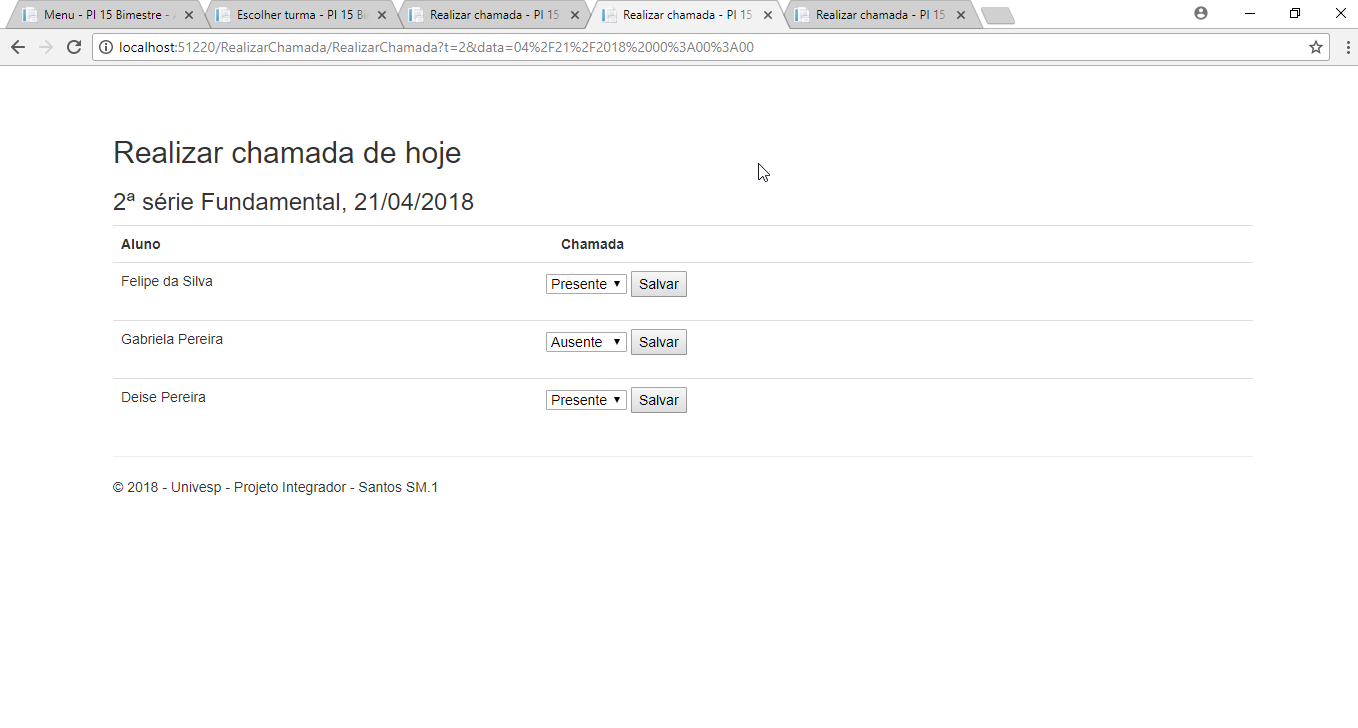 Menu - PI 15 Bimestre - Escolher turma - PI 15 Bi Realizar chamada - PI 15 Realizar chamada - PI 15 Realizar chamada - PI 15
localhost:51220/RealizarChamada/RealizarChamada?t=2&data=04%2F21%2F2018%2000%3A00%3A00
Realizar chamada de hoje
2ª série Fundamental, 21/04/2018
Aluno Chamada
Felipe da Silva Presente Salvar
Gabriela Pereira Ausente Salvar
Deise Pereira Presente Salvar
© 2018 - Univesp - Projeto Integrador - Santos SM.1